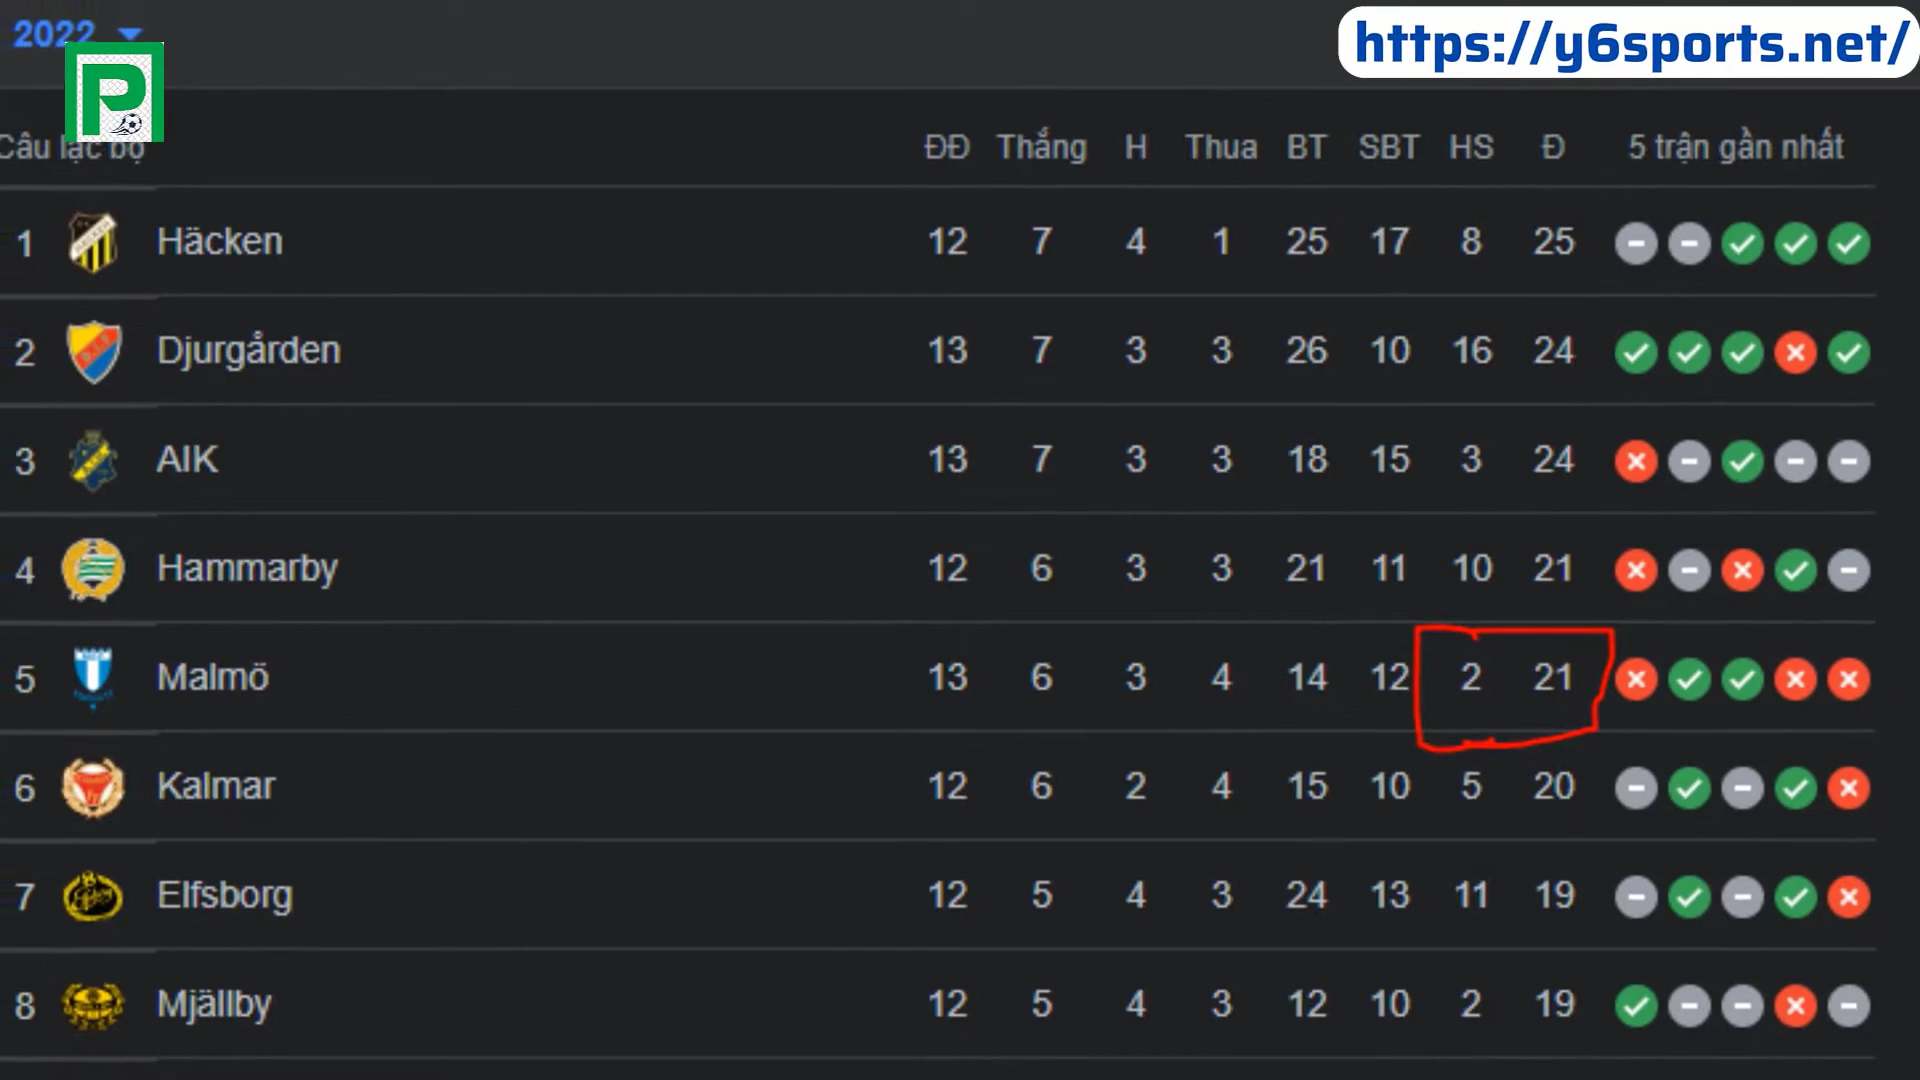 2022
https://y6sports.net/
P
Câu lạc bộ ĐĐ Thắng H Thua BT SBT HS Đ 5 trận gần nhất
1 Häcken 12 7 4 1 25 17 8 25
2 Djurgården 13 7 3 3 26 10 16 24
3 AIK 13 7 3 3 18 15 3 24
4 Hammarby 12 6 3 3 21 11 10 21
5 Malmö 13 6 3 4 14 12 2 21
6 Kalmar 12 6 2 4 15 10 5 20
7 Elfsborg 12 5 4 3 24 13 11 19
8 Mjällby 12 5 4 3 12 10 2 19